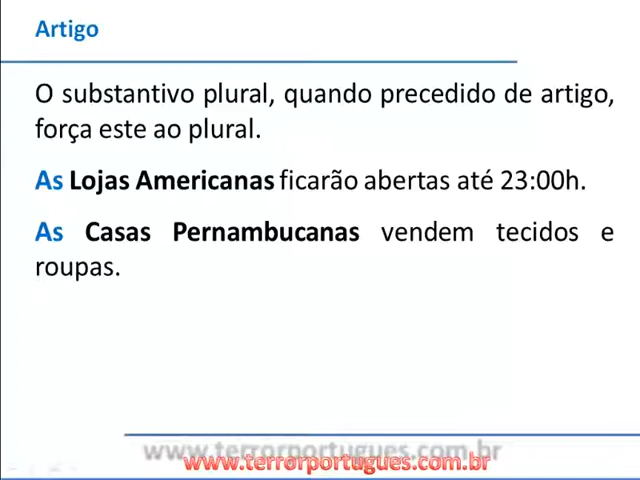 Artigo
O substantivo plural, quando precedido de artigo,
força este ao plural.
As Lojas Americanas ficarão abertas até 23:00h.
As Casas Pernambucanas vendem tecidos e
roupas.
www.terrorportugues.com.br
www.terrorportugues.com.br